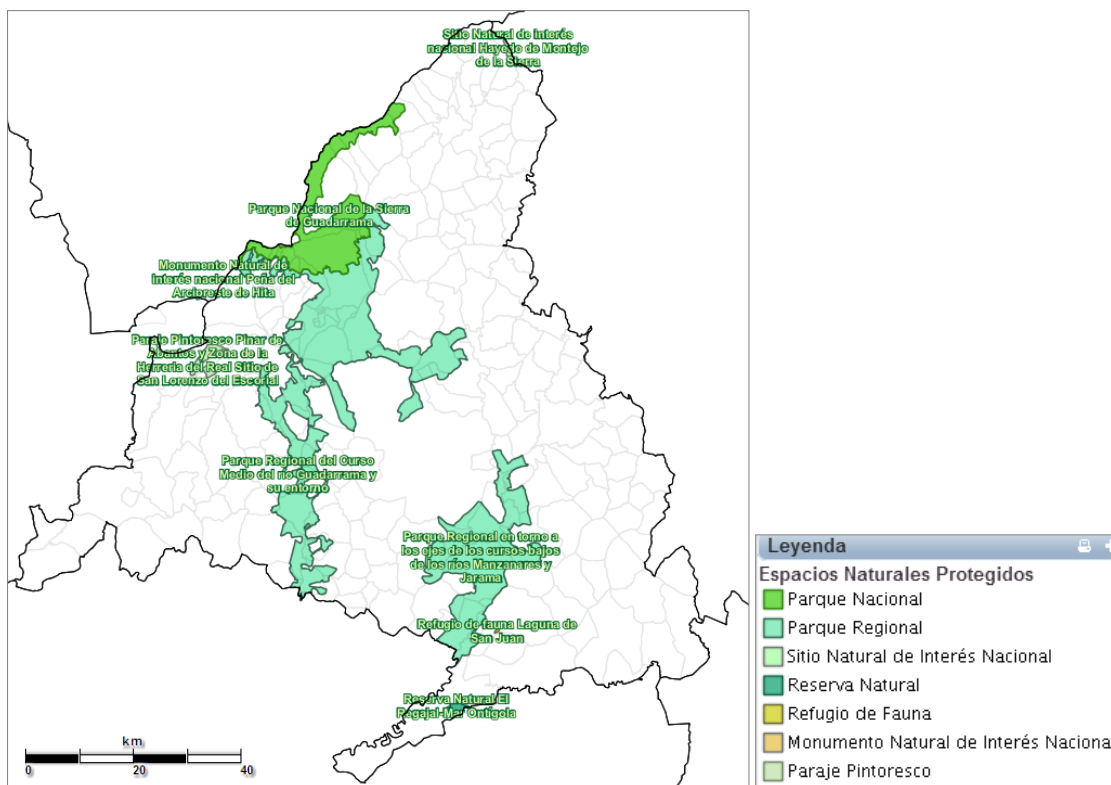 Sitio Natural de interés
nacional Hayedo de Montejo
de la Sierra
Parque Nacional de la Sierra
de Guadarrama
Monumento Natural de
interés nacional Peña del
Arcipreste de Hita
Paraje Pintoresco Pinar de
Abantos y Zona de la
Herrería del Real Sitio de
San Lorenzo del Escorial
Parque Regional del Curso
Medio del río Guadarrama y
su entorno
Parque Regional en torno a
los ejes de los cursos bajos
de los ríos Manzanares y
Jarama
Refugio de fauna Laguna de
San Juan
Reserva Natural El
Regajal-Mar Ontígola
km
0 20 40
Leyenda
Espacios Naturales Protegidos
Parque Nacional
Parque Regional
Sitio Natural de Interés Nacional
Reserva Natural
Refugio de Fauna
Monumento Natural de Interés Naciona
Paraje Pintoresco